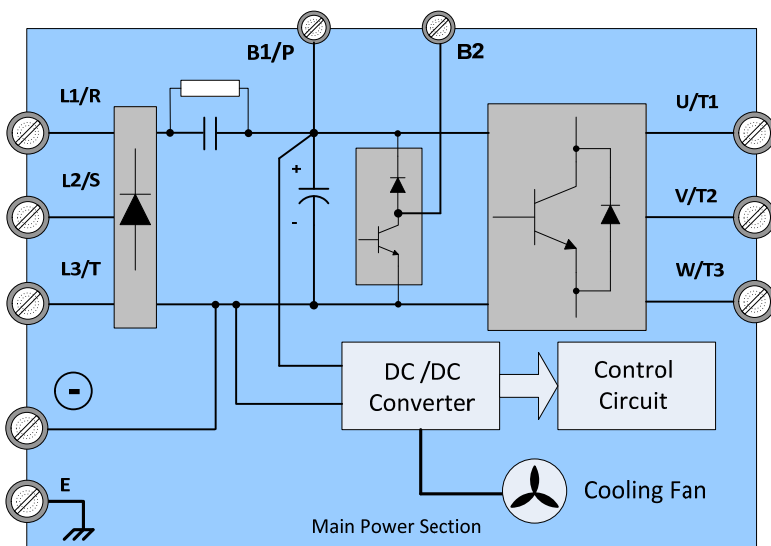 B1/P
B2
L1/R
U/T1
L2/S
V/T2
L3/T
W/T3
+
-
DC /DC
Converter
Control
Circuit
-
E
Cooling Fan
Main Power Section